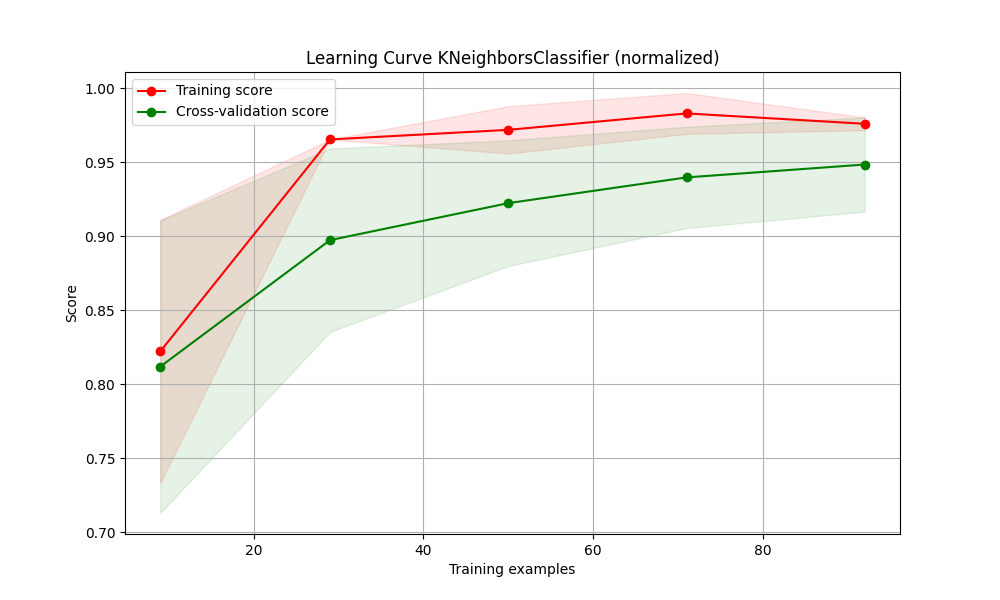 Learning Curve KNeighborsClassifier (normalized)
Training score
Cross-validation score
1.00
0.95
0.90
0.85
0.80
0.75
0.70
Score
20 40 60 80
Training examples